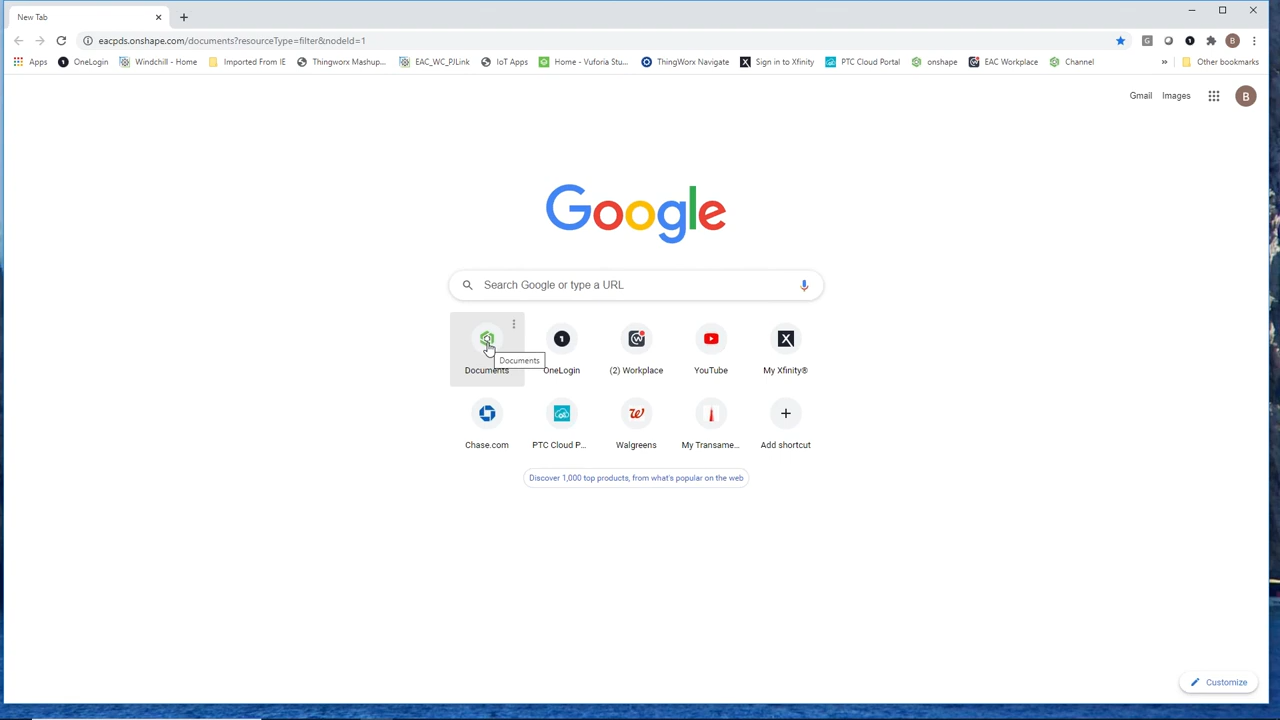 New Tab
eacpds.onshape.com/documents?resourceType=filter&nodeId=1
B
Apps OneLogin Windchill - Home Imported From IE Thingworx Mashup... EAC_WC_PJLink IoT Apps Home - Vuforia Stu... ThingWorx Navigate Sign in to Xfinity PTC Cloud Portal onshape EAC Workplace Channel » Other bookmarks
Gmail Images B
Google
Search Google or type a URL
Documents
Documents OneLogin (2) Workplace YouTube My Xfinity®
Chase.com PTC Cloud P... Walgreens My Transame... Add shortcut
Discover 1,000 top products, from what's popular on the web
Customize